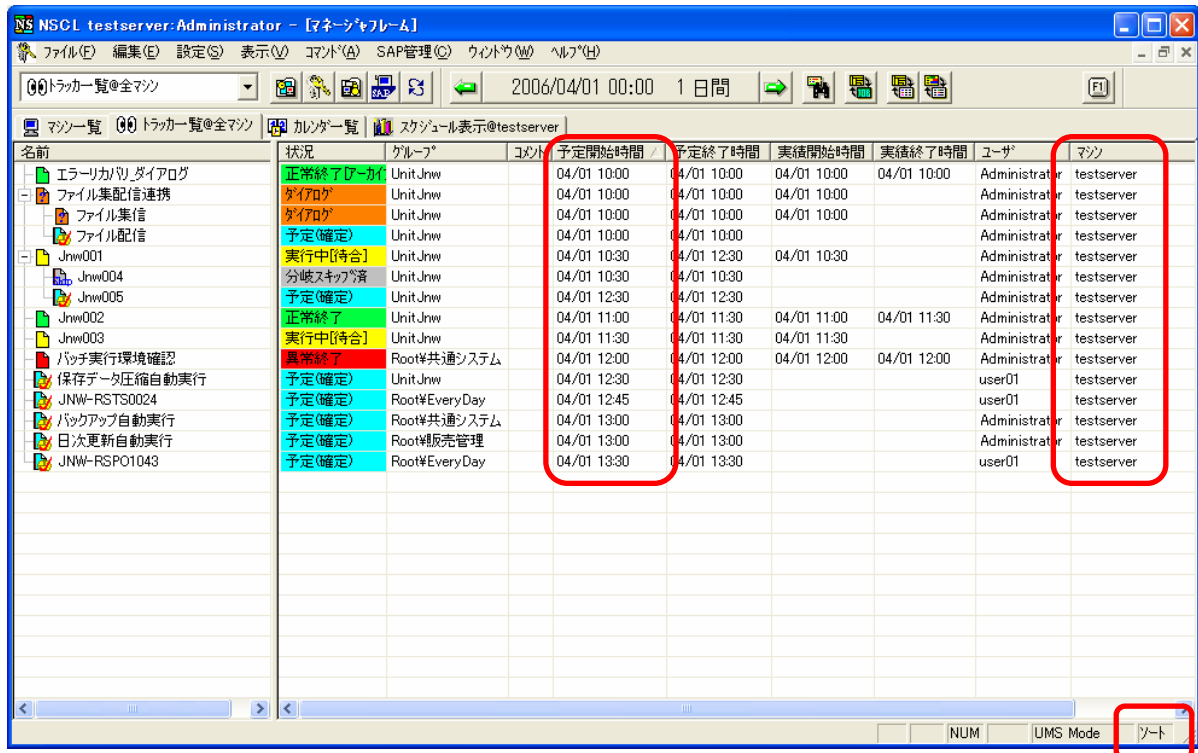 NS NSCL testserver:Administrator - [マネージャフレーム]
ファイル(F) 編集(E) 設定(S) 表示(V) コマンド(A) SAP管理(C) ウィンドウ(W) ヘルプ(H)
トラッカー一覧@全マシン 2006/04/01 00:00 1 日間 F1
マシン一覧 トラッカー一覧@全マシン カレンダー一覧 スケジュール表示@testserver
名前 状況 グループ コメント 予定開始時間 予定終了時間 実績開始時間 実績終了時間 ユーザ マシン
エラーリカバリ_ダイアログ 正常終了[アーカイ UnitJnw 04/01 10:00 04/01 10:00 04/01 10:00 04/01 10:00 Administrator testserver
ファイル集配信連携 ダイアログ UnitJnw 04/01 10:00 04/01 10:00 04/01 10:00 Administrator testserver
ファイル集信 ダイアログ UnitJnw 04/01 10:00 04/01 10:00 04/01 10:00 Administrator testserver
ファイル配信 予定(確定) UnitJnw 04/01 10:00 04/01 10:00 Administrator testserver
Jnw001 実行中[待合] UnitJnw 04/01 10:30 04/01 12:30 04/01 10:30 Administrator testserver
Jnw004 分岐スキップ済 UnitJnw 04/01 10:30 04/01 10:30 Administrator testserver
Jnw005 予定(確定) UnitJnw 04/01 12:30 04/01 12:30 Administrator testserver
Jnw002 正常終了 UnitJnw 04/01 11:00 04/01 11:30 04/01 11:00 04/01 11:30 Administrator testserver
Jnw003 実行中[待合] UnitJnw 04/01 11:30 04/01 11:30 04/01 11:30 Administrator testserver
バッチ実行環境確認 異常終了 Root¥共通システム 04/01 12:00 04/01 12:00 04/01 12:00 04/01 12:00 Administrator testserver
保存データ圧縮自動実行 予定(確定) UnitJnw 04/01 12:30 04/01 12:30 user01 testserver
JNW-RSTS0024 予定(確定) Root¥EveryDay 04/01 12:45 04/01 12:45 user01 testserver
バックアップ自動実行 予定(確定) Root¥共通システム 04/01 13:00 04/01 13:00 Administrator testserver
日次更新自動実行 予定(確定) Root¥販売管理 04/01 13:00 04/01 13:00 Administrator testserver
JNW-RSPO1043 予定(確定) Root¥EveryDay 04/01 13:30 04/01 13:30 user01 testserver
NUM UMS Mode ソート